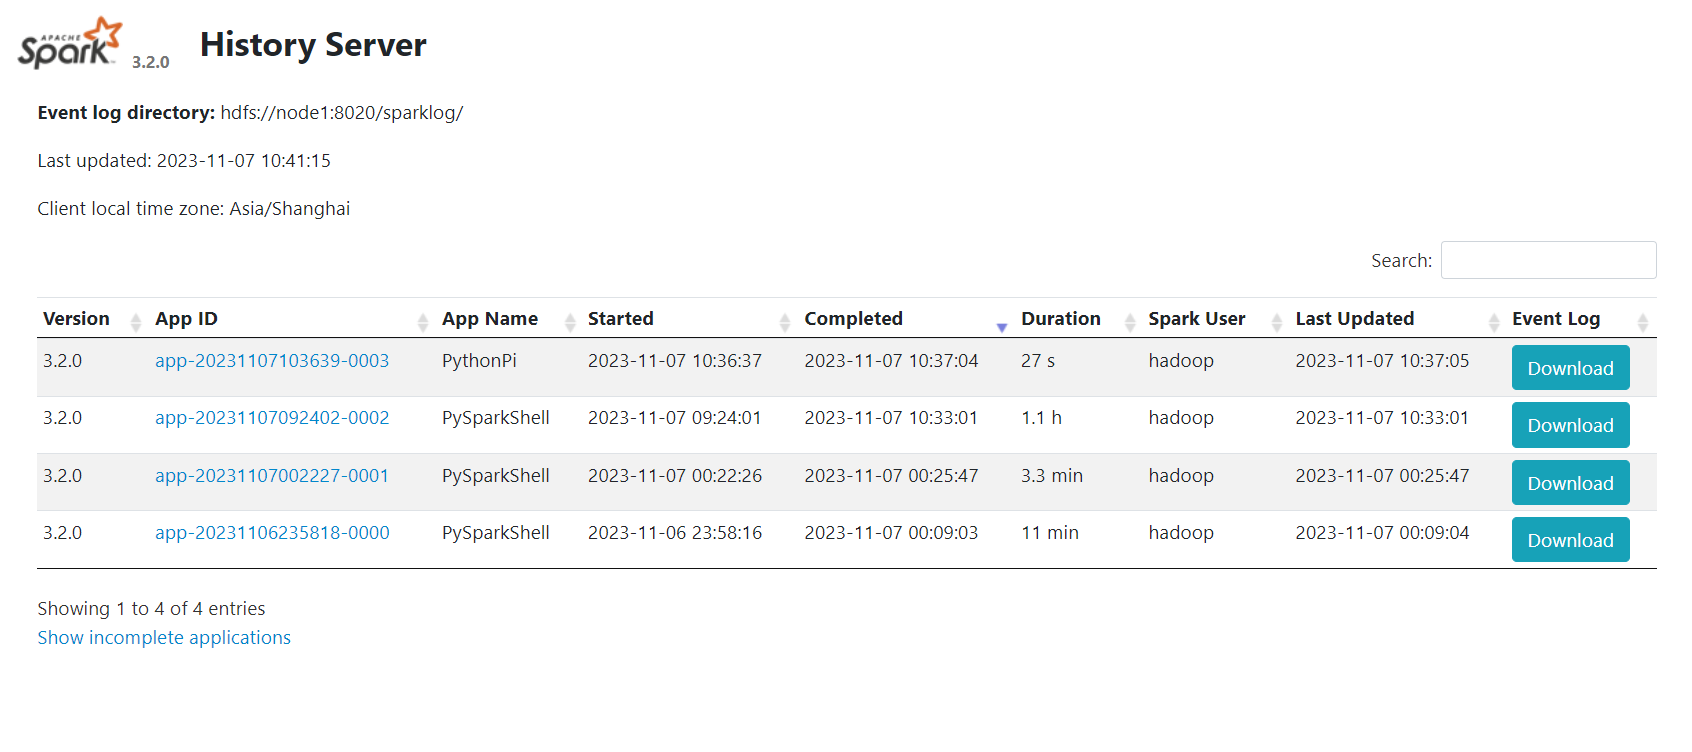 APACHE
Spark 3.2.0 History Server
Event log directory: hdfs://node1:8020/sparklog/
Last updated: 2023-11-07 10:41:15
Client local time zone: Asia/Shanghai
Search:
Version App ID App Name Started Completed Duration Spark User Last Updated Event Log
3.2.0 app-20231107103639-0003 PythonPi 2023-11-07 10:36:37 2023-11-07 10:37:04 27 s hadoop 2023-11-07 10:37:05 Download
3.2.0 app-20231107092402-0002 PySparkShell 2023-11-07 09:24:01 2023-11-07 10:33:01 1.1 h hadoop 2023-11-07 10:33:01 Download
3.2.0 app-20231107002227-0001 PySparkShell 2023-11-07 00:22:26 2023-11-07 00:25:47 3.3 min hadoop 2023-11-07 00:25:47 Download
3.2.0 app-20231106235818-0000 PySparkShell 2023-11-06 23:58:16 2023-11-07 00:09:03 11 min hadoop 2023-11-07 00:09:04 Download
Showing 1 to 4 of 4 entries
Show incomplete applications